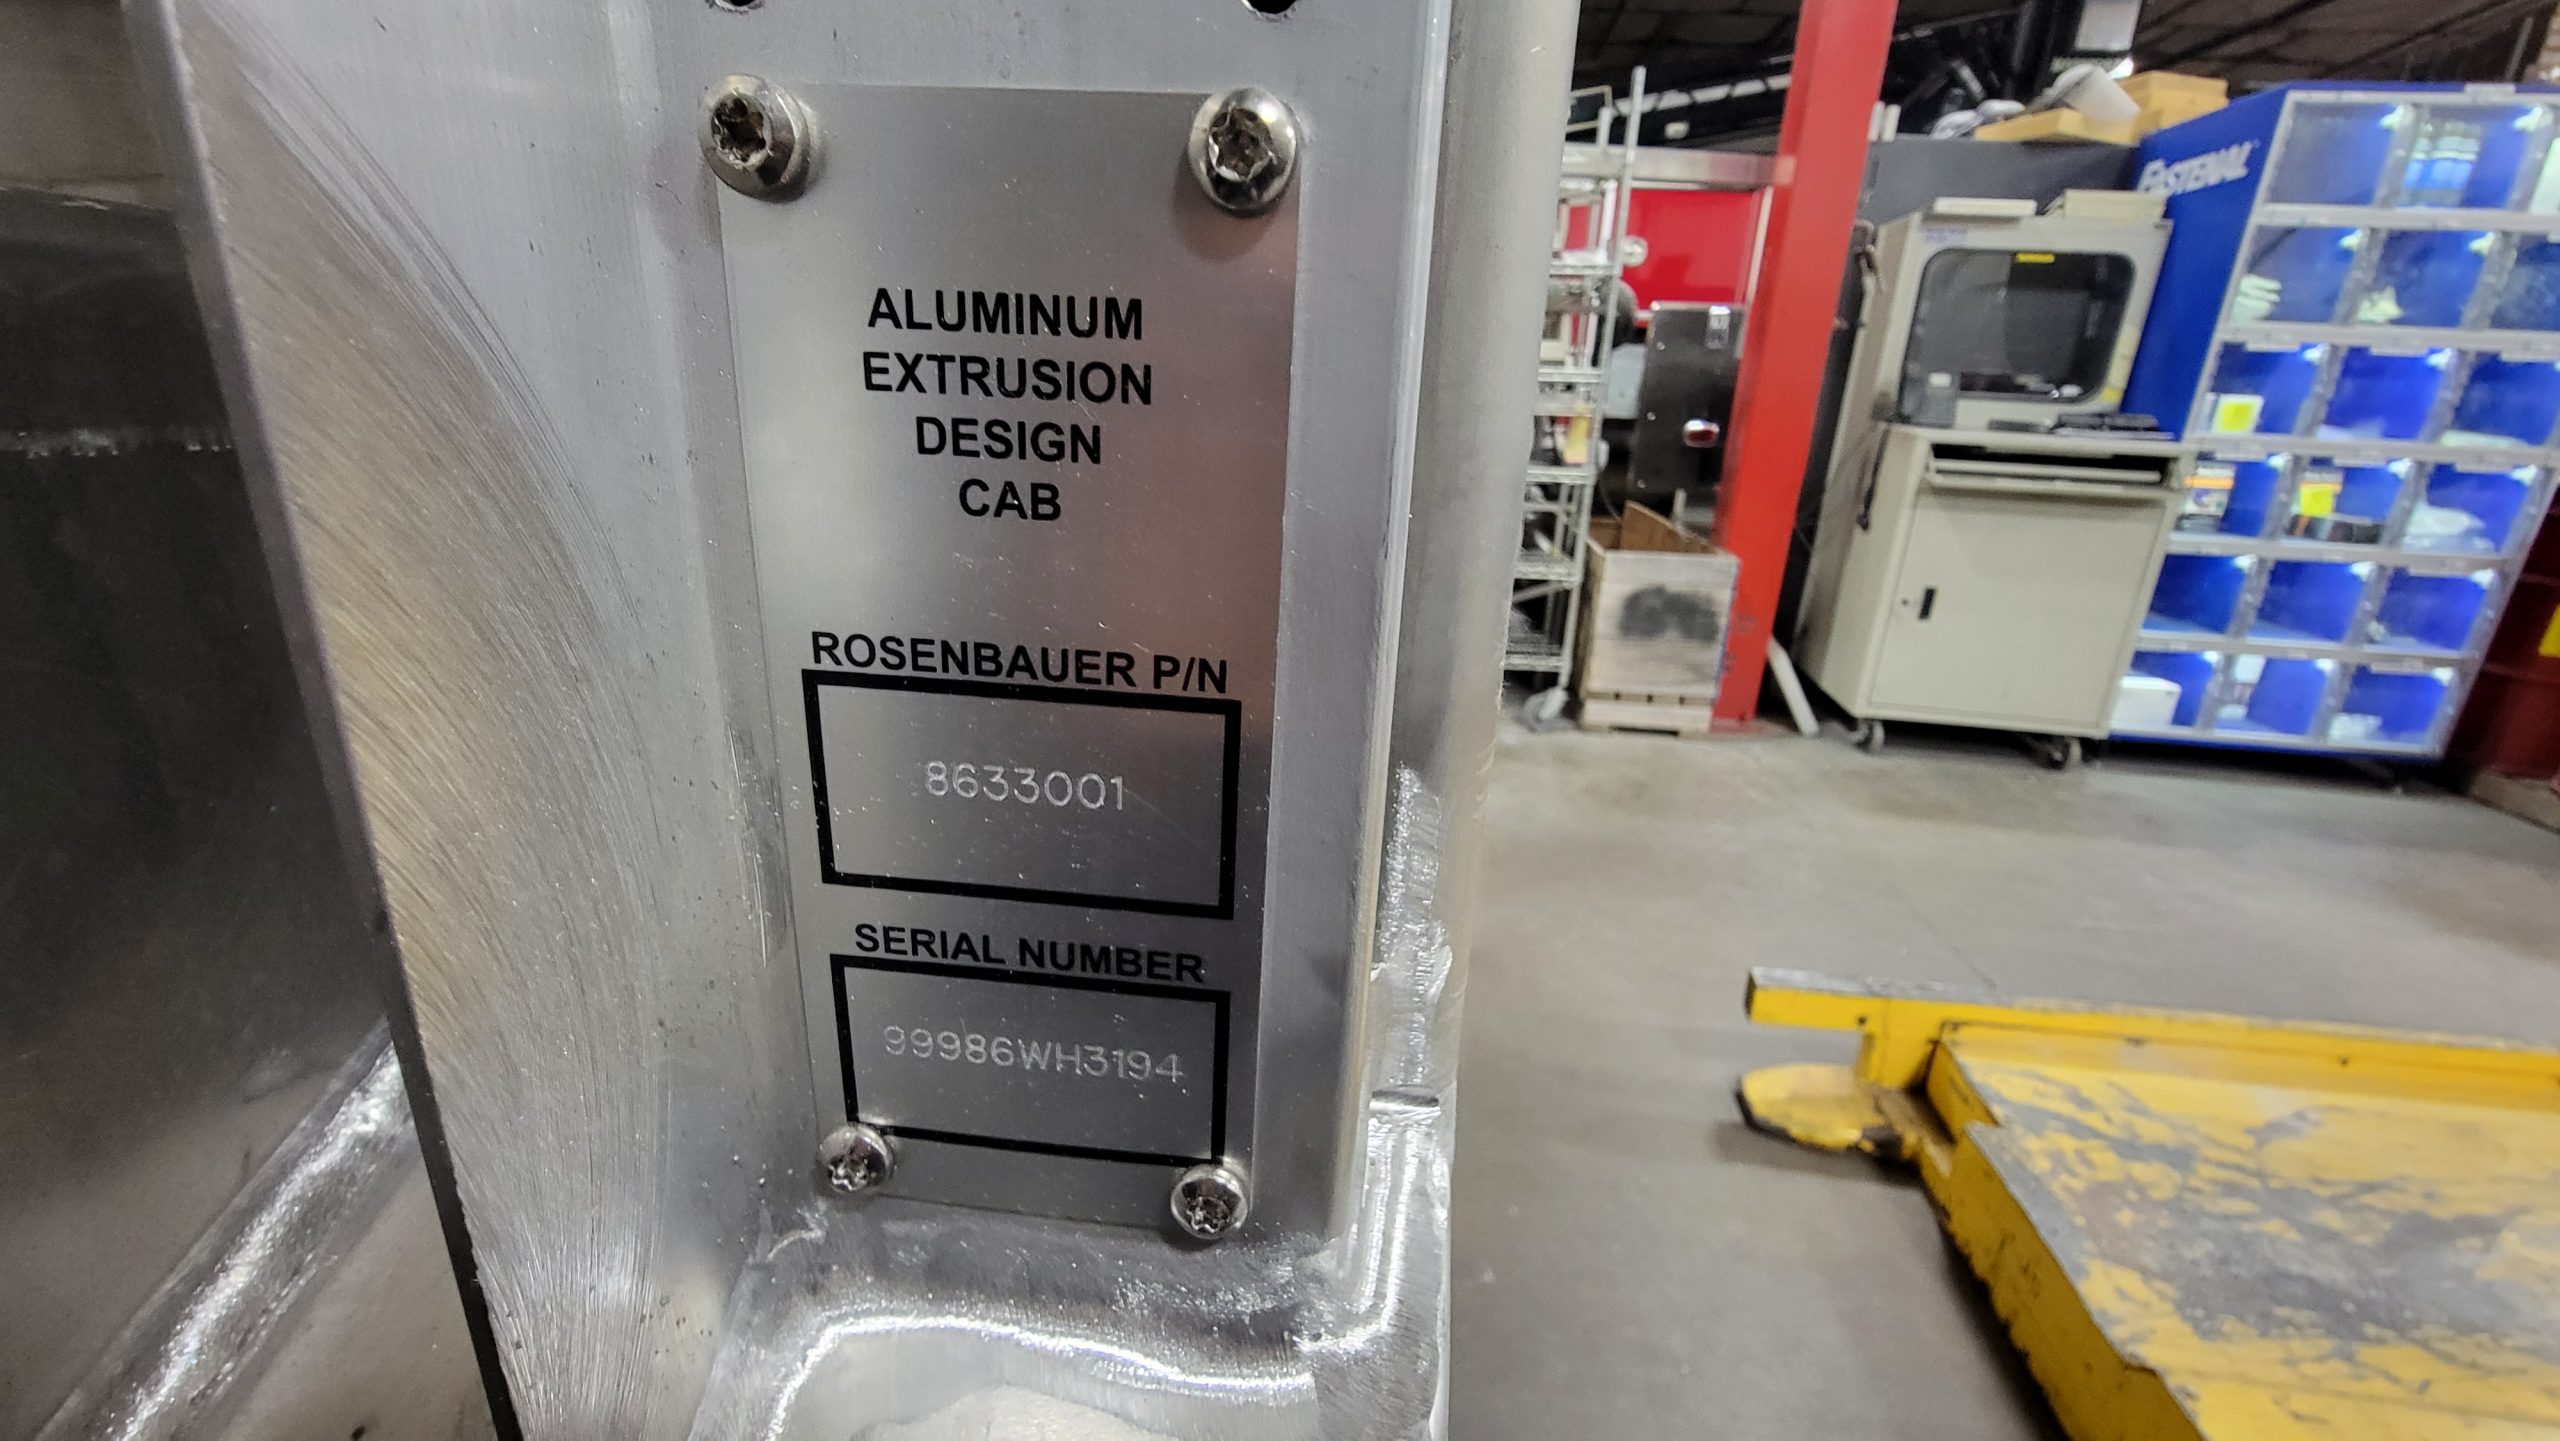 ALUMINUM
EXTRUSION
DESIGN
CAB
ROSENBAUER P/N
8633001
SERIAL NUMBER
99986WH3194
FASTENAL